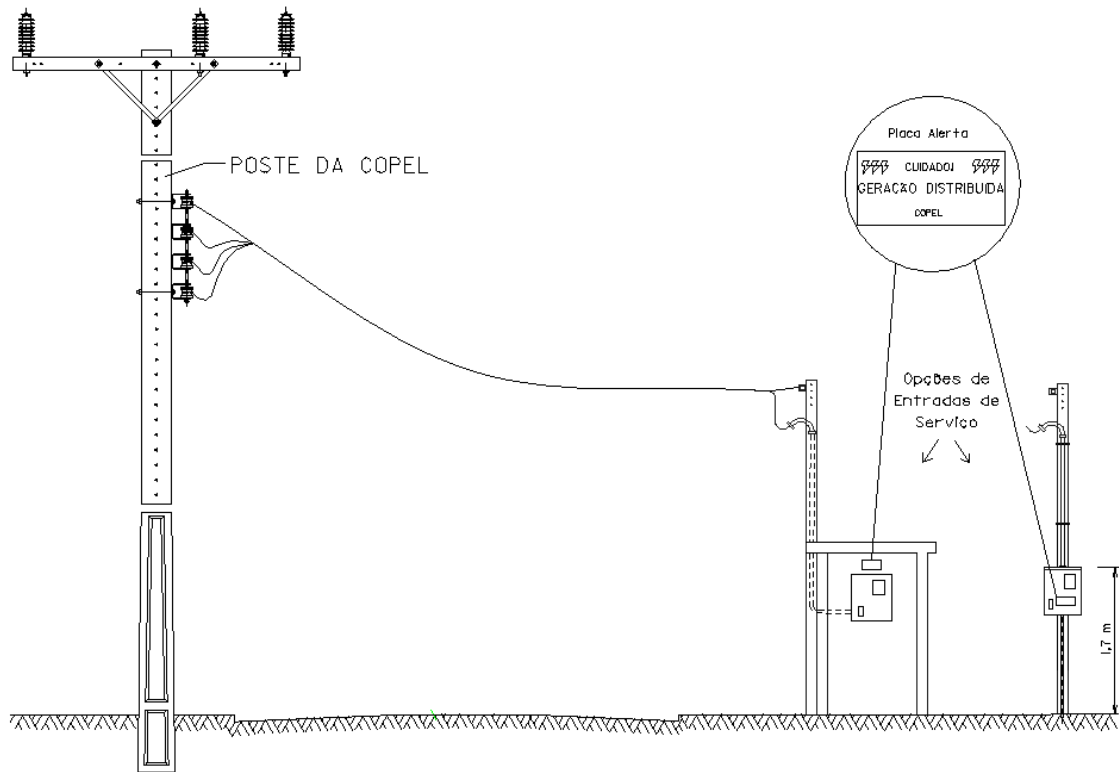 POSTE DA COPEL
Placa Alerta
CUIDADO!
GERAÇÃO DISTRIBUIDA
COPEL
Opções de
Entradas de
Serviço
1,7 m